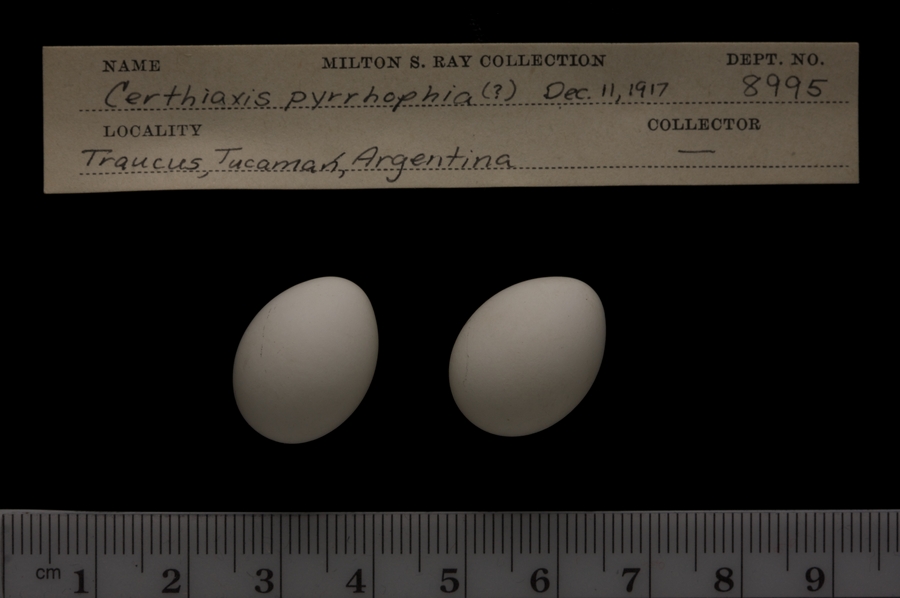 NAME MILTON S. RAY COLLECTION DEPT. NO.
Certhiaxis pyrrhophia (?) Dec. 11, 1917 8995
LOCALITY COLLECTOR
Traucus, Tucaman, Argentina —
cm 1 2 3 4 5 6 7 8 9